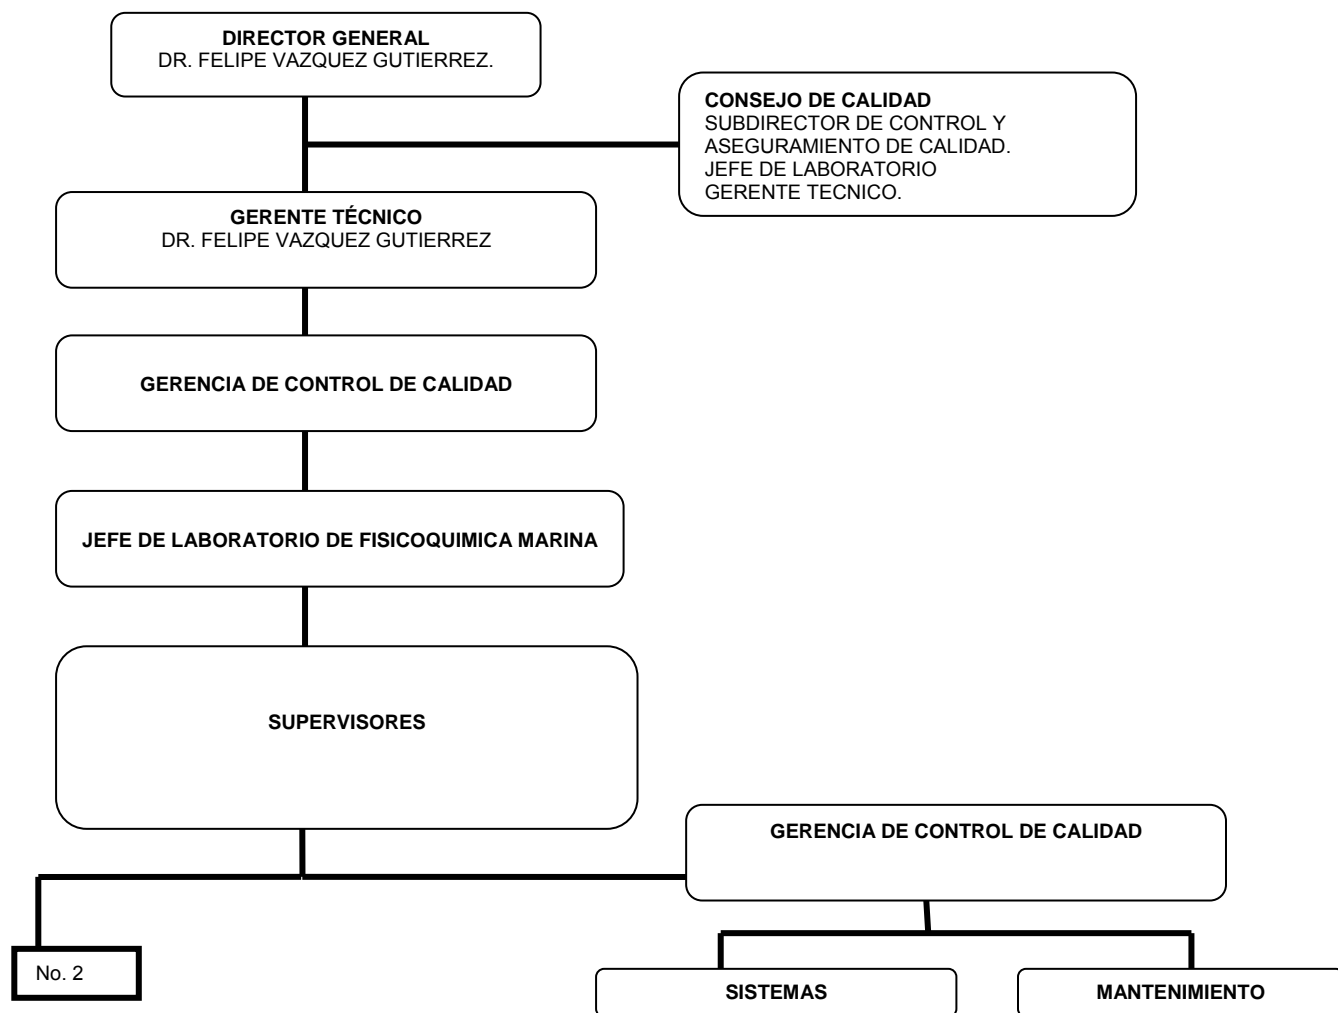 DIRECTOR GENERAL
DR. FELIPE VAZQUEZ GUTIERREZ.
CONSEJO DE CALIDAD
SUBDIRECTOR DE CONTROL Y
ASEGURAMIENTO DE CALIDAD.
JEFE DE LABORATORIO
GERENTE TECNICO.
GERENTE TÉCNICO
DR. FELIPE VAZQUEZ GUTIERREZ
GERENCIA DE CONTROL DE CALIDAD
JEFE DE LABORATORIO DE FISICOQUIMICA MARINA
SUPERVISORES
GERENCIA DE CONTROL DE CALIDAD
No. 2
SISTEMAS
MANTENIMIENTO